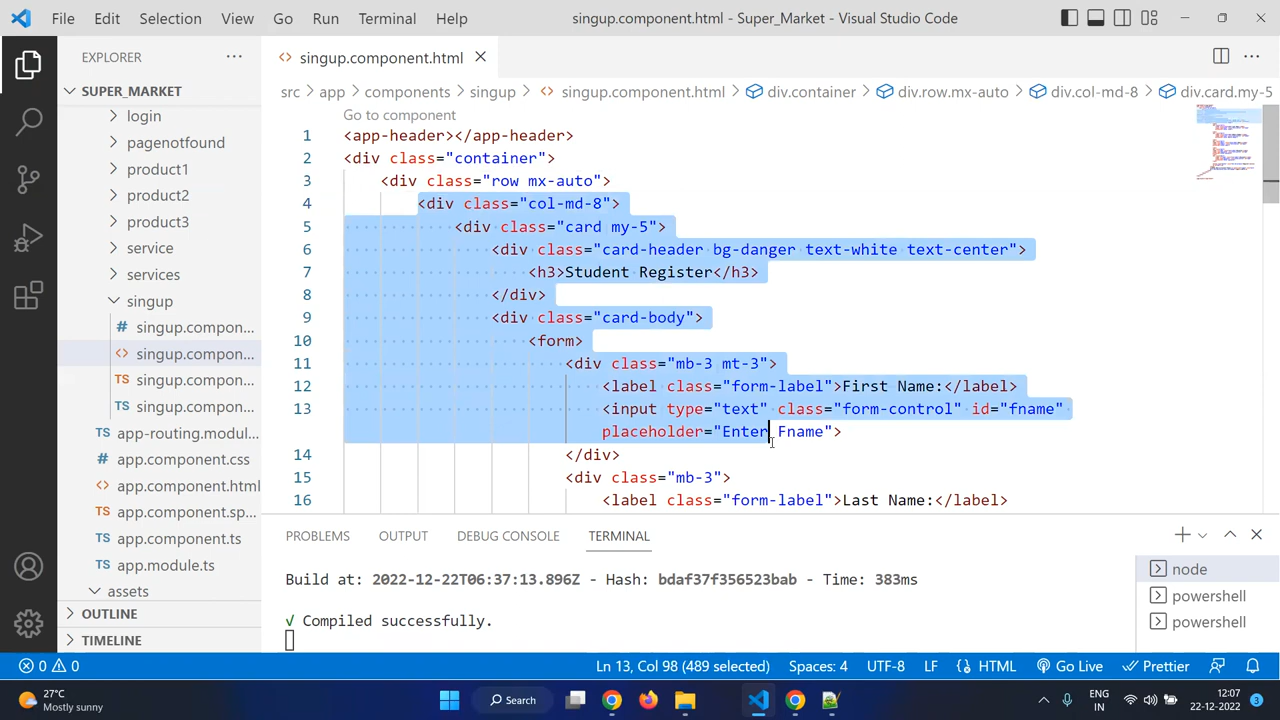 File Edit Selection View Go Run Terminal Help
singup.component.html - Super_Market - Visual Studio Code
EXPLORER
SUPER_MARKET
login
pagenotfound
product1
product2
product3
service
services
singup
singup.compon...
singup.compon...
singup.compon...
singup.compon...
app-routing.modul...
app.component.css
app.component.html
app.component.sp...
app.component.ts
app.module.ts
assets
OUTLINE
TIMELINE
singup.component.html
src app components singup singup.component.html div.container div.row.mx-auto div.col-md-8 div.card.my-5
Go to component
1 <app-header></app-header>
2 <div class="container">
3 <div class="row mx-auto">
4 <div class="col-md-8">
5 <div class="card my-5">
6 <div class="card-header bg-danger text-white text-center">
7 <h3>Student Register</h3>
8 </div>
9 <div class="card-body">
10 <form>
11 <div class="mb-3 mt-3">
12 <label class="form-label">First Name:</label>
13 <input type="text" class="form-control" id="fname"
placeholder="Enter Fname">
14 </div>
15 <div class="mb-3">
16 <label class="form-label">Last Name:</label>
PROBLEMS OUTPUT DEBUG CONSOLE TERMINAL
Build at: 2022-12-22T06:37:13.896Z - Hash: bdaf37f356523bab - Time: 383ms
√ Compiled successfully.
node
powershell
powershell
0 0 Ln 13, Col 98 (489 selected) Spaces: 4 UTF-8 LF HTML Go Live Prettier
27°C
Mostly sunny
Search
ENG
IN
12:07
22-12-2022
3